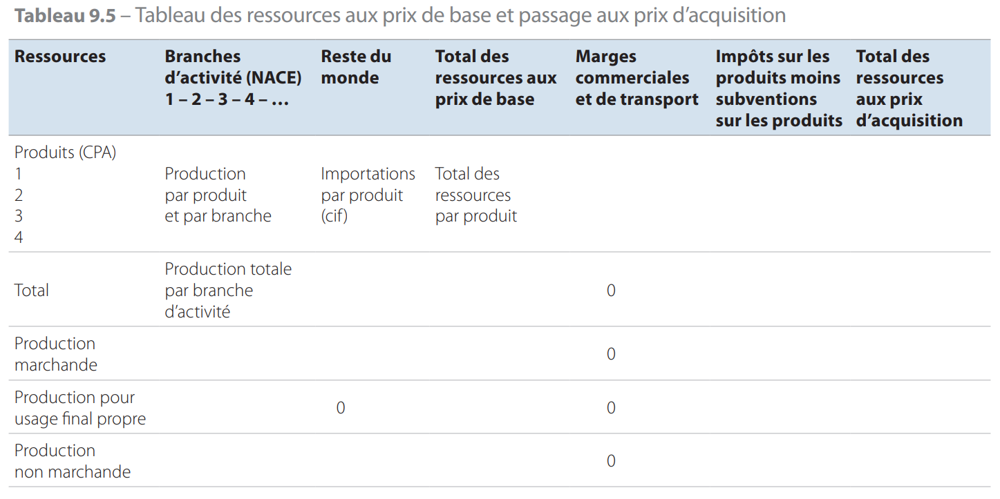 Tableau 9.5 – Tableau des ressources aux prix de base et passage aux prix d’acquisition
Ressources
Branches
d’activité (NACE)
1 – 2 – 3 – 4 – …
Reste du
monde
Total des
ressources aux
prix de base
Marges
commerciales
et de transport
Impôts sur les
produits moins
subventions
sur les produits
Total des
ressources
aux prix
d’acquisition
Produits (CPA)
1
2
3
4
Production
par produit
et par branche
Importations
par produit
(cif)
Total des
ressources
par produit
Total
Production totale
par branche
d’activité
0
Production
marchande
0
Production pour
usage final propre
0
0
Production
non marchande
0